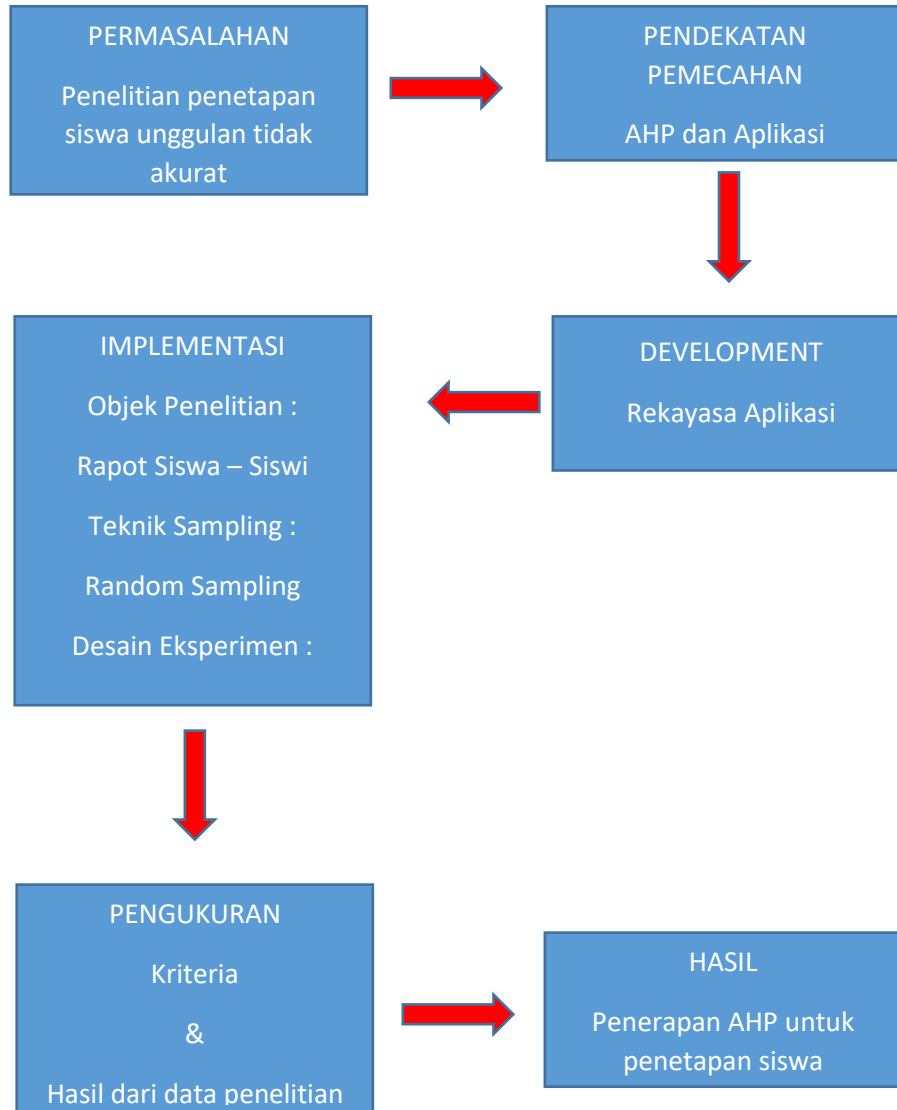 PERMASALAHAN
Penelitian penetapan
siswa unggulan tidak
akurat
PENDEKATAN
PEMECAHAN
AHP dan Aplikasi
DEVELOPMENT
Rekayasa Aplikasi
IMPLEMENTASI
Objek Penelitian :
Rapot Siswa – Siswi
Teknik Sampling :
Random Sampling
Desain Eksperimen :
PENGUKURAN
Kriteria
&
Hasil dari data penelitian
HASIL
Penerapan AHP untuk
penetapan siswa